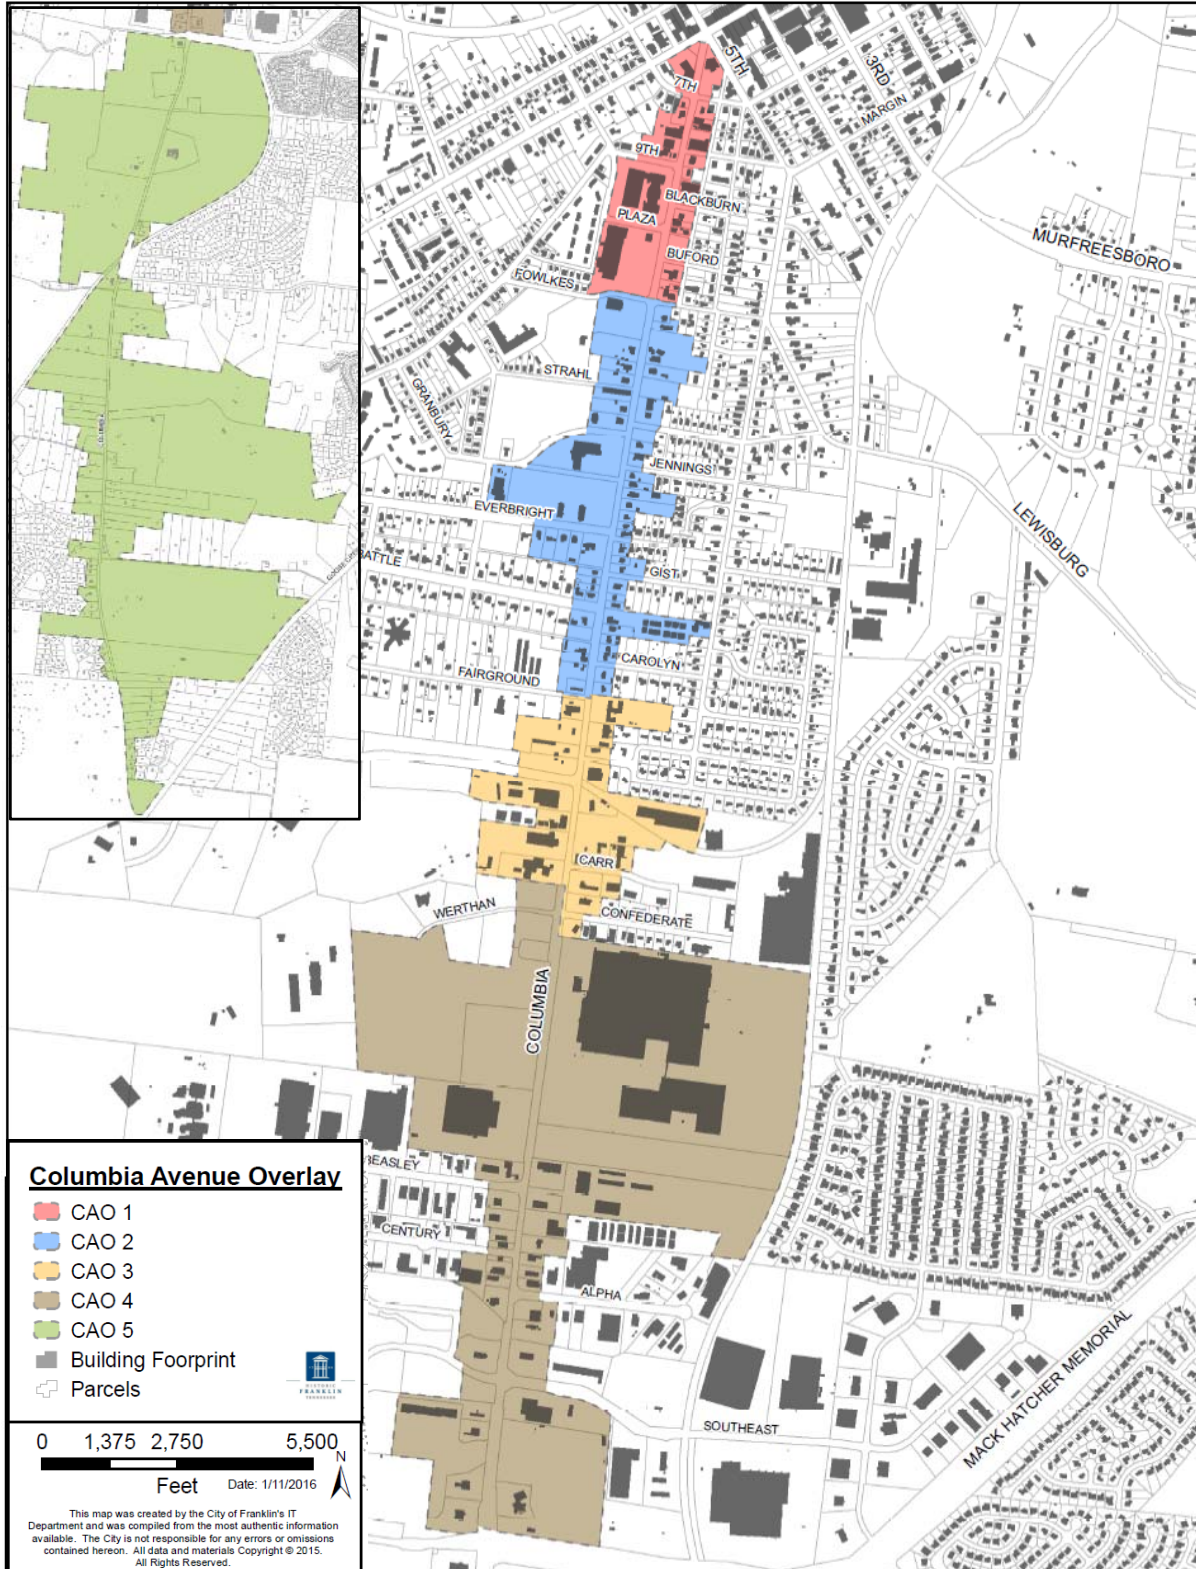 5TH
7TH
3RD
MARGIN
9TH
BLACKBURN
PLAZA
MURFREESBORO
BUFORD
FOWLKES
STRAHL
GRANBURY
COLUMBIA
JENNINGS
EVERBRIGHT
LEWISBURG
BATTLE
GIST
CAROLYN
FAIRGROUND
CARR
WERTHAN
CONFEDERATE
COLUMBIA
BEASLEY
CENTURY
ALPHA
MACK HATCHER MEMORIAL
SOUTHEAST
Columbia Avenue Overlay
CAO 1
CAO 2
CAO 3
CAO 4
CAO 5
Building Foorprint
Parcels
HISTORIC
FRANKLIN
TENNESSEE
0 1,375 2,750 5,500
Feet
Date: 1/11/2016
N
This map was created by the City of Franklin's IT
Department and was compiled from the most authentic information
available. The City is not responsible for any errors or omissions
contained hereon. All data and materials Copyright © 2015.
All Rights Reserved.